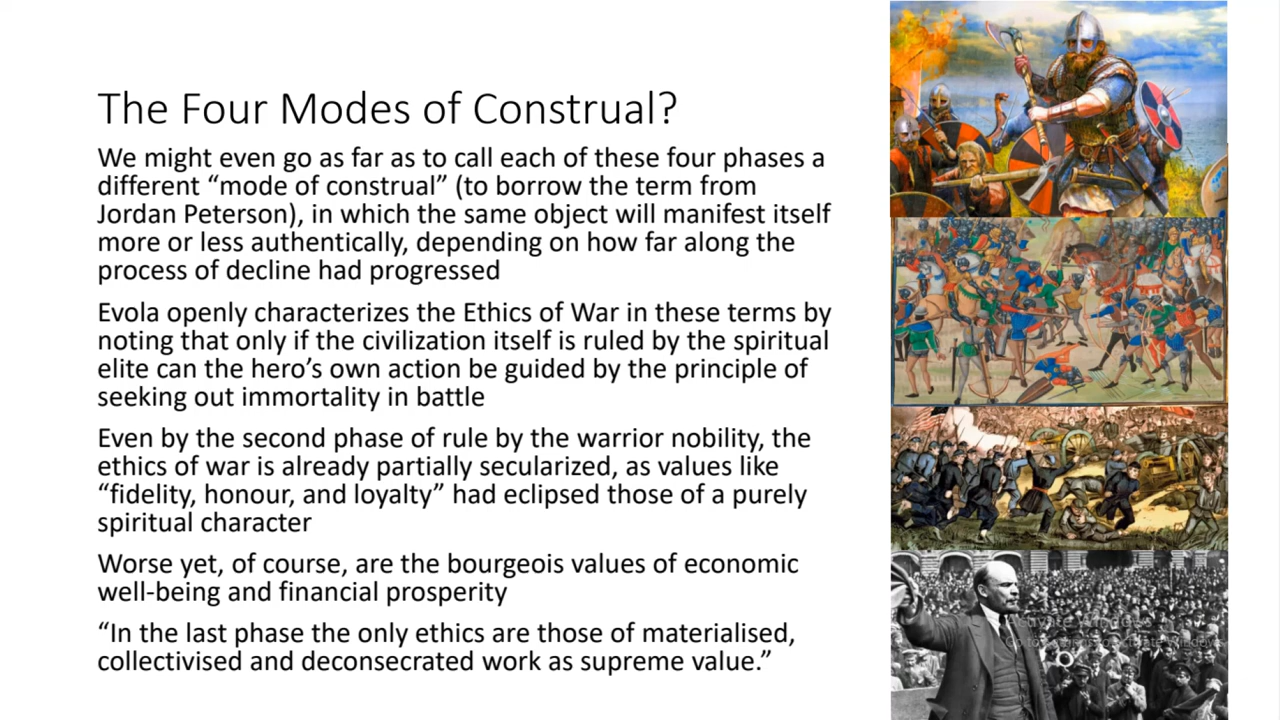 The Four Modes of Construal?
We might even go as far as to call each of these four phases a
different “mode of construal” (to borrow the term from
Jordan Peterson), in which the same object will manifest itself
more or less authentically, depending on how far along the
process of decline had progressed
Evola openly characterizes the Ethics of War in these terms by
noting that only if the civilization itself is ruled by the spiritual
elite can the hero’s own action be guided by the principle of
seeking out immortality in battle
Even by the second phase of rule by the warrior nobility, the
ethics of war is already partially secularized, as values like
“fidelity, honour, and loyalty” had eclipsed those of a purely
spiritual character
Worse yet, of course, are the bourgeois values of economic
well-being and financial prosperity
“In the last phase the only ethics are those of materialised,
collectivised and deconsecrated work as supreme value.”
Activate Windows